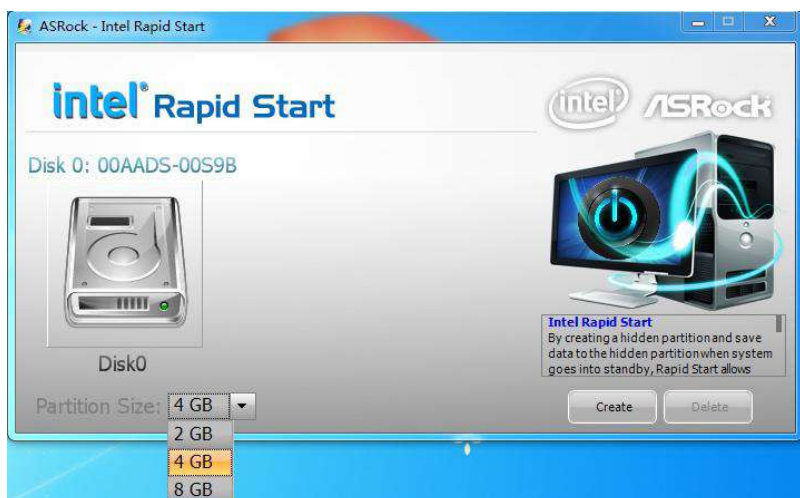 ASRock - Intel Rapid Start
intel® Rapid Start
intel ASRock
Disk 0: 00AADS-00S9B
Disk0
Intel Rapid Start
By creating a hidden partition and save
data to the hidden partition when system
goes into standby, Rapid Start allows
Partition Size: 4 GB
Create Delete
2 GB
4 GB
8 GB